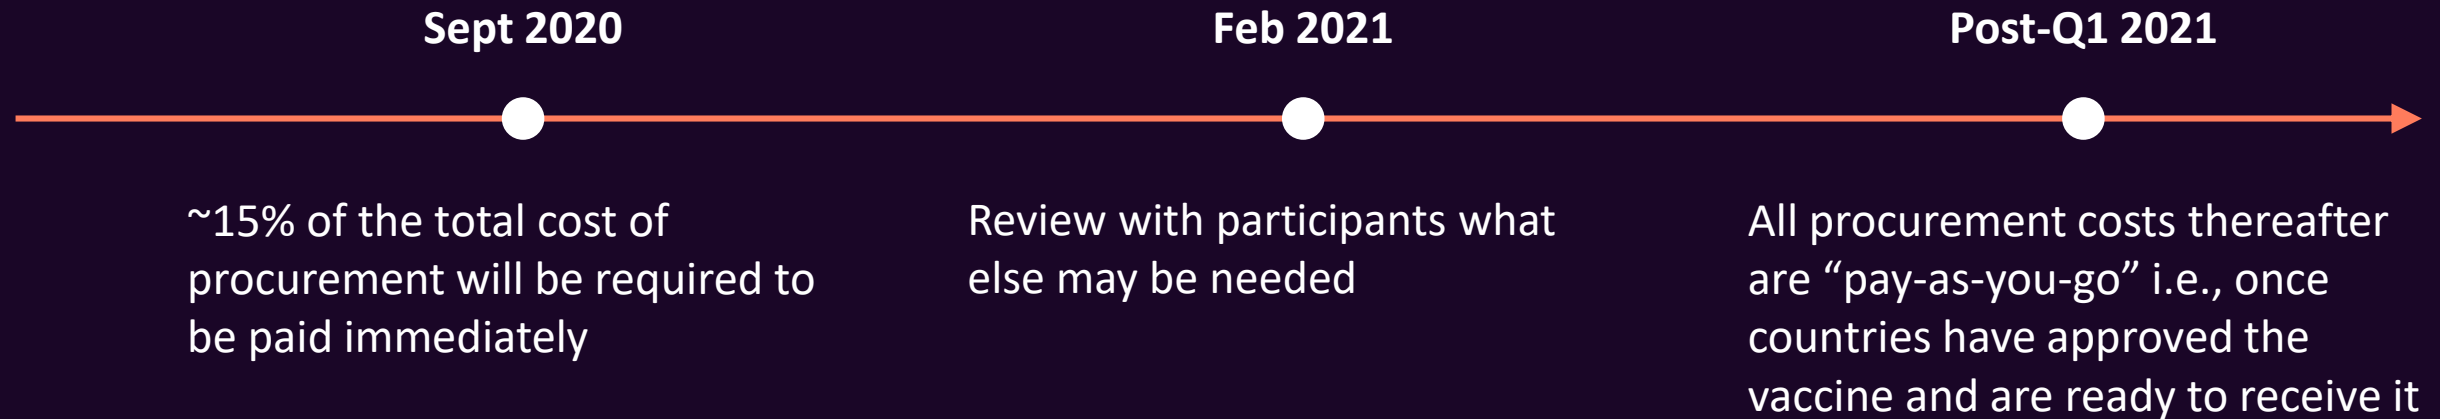 Sept 2020
Feb 2021
Post-Q1 2021
~15% of the total cost of
procurement will be required to
be paid immediately
Review with participants what
else may be needed
All procurement costs thereafter
are “pay-as-you-go” i.e., once
countries have approved the
vaccine and are ready to receive it